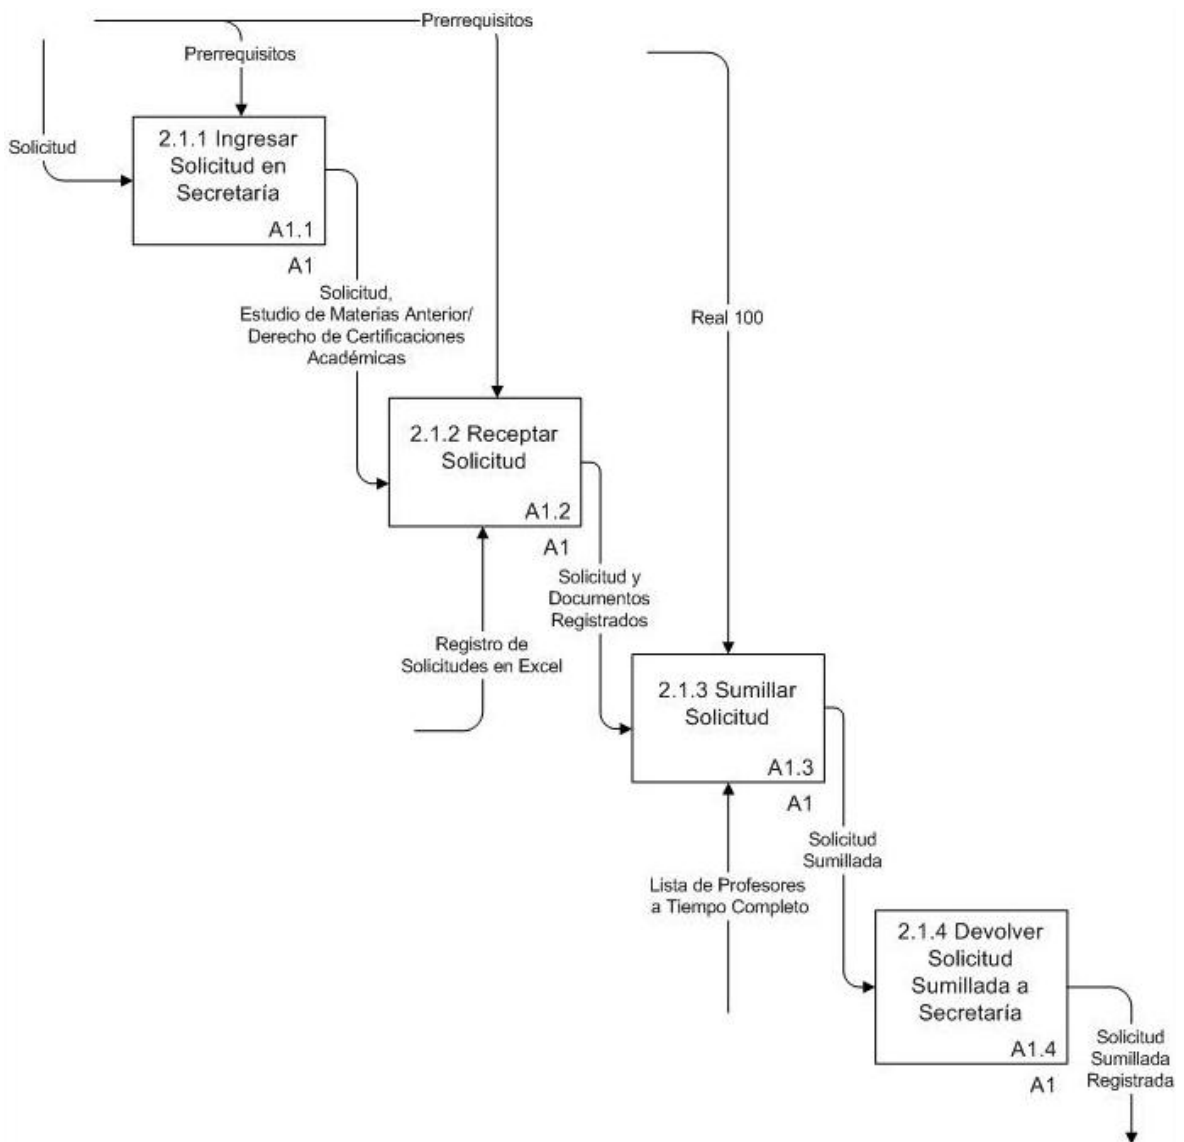 Prerrequisitos
Prerrequisitos
Solicitud
2.1.1 Ingresar
Solicitud en
Secretaría
A1.1
A1
Solicitud,
Estudio de Materias Anterior/
Derecho de Certificaciones
Académicas
Real 100
2.1.2 Receptar
Solicitud
A1.2
A1
Solicitud y
Documentos
Registrados
Registro de
Solicitudes en Excel
2.1.3 Sumillar
Solicitud
A1.3
A1
Solicitud
Sumillada
Lista de Profesores
a Tiempo Completo
2.1.4 Devolver
Solicitud
Sumillada a
Secretaría
A1.4
A1
Solicitud
Sumillada
Registrada